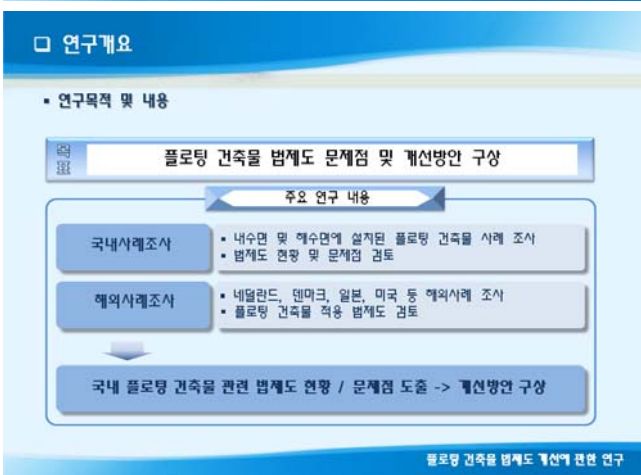 □ 연구개요
▪ 연구목적 및 내용
목표
플로팅 건축물 법제도 문제점 및 개선방안 구상
주요 연구 내용
국내사례조사
▪ 내수면 및 해수면에 설치된 플로팅 건축물 사례 조사
▪ 법제도 현황 및 문제점 검토
해외사례조사
▪ 네덜란드, 덴마크, 일본, 미국 등 해외사례 조사
▪ 플로팅 건축물 적용 법제도 검토
국내 플로팅 건축물 관련 법제도 현황 / 문제점 도출 -> 개선방안 구상
플로팅 건축물 법제도 개선에 관한 연구